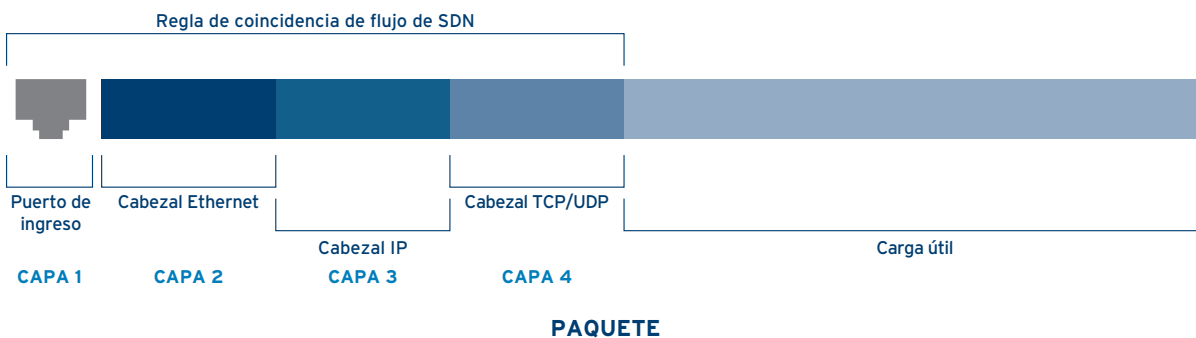 Regla de coincidencia de flujo de SDN
Puerto de
ingreso
Cabezal Ethernet
Cabezal IP
Cabezal TCP/UDP
Carga útil
CAPA 1
CAPA 2
CAPA 3
CAPA 4
PAQUETE